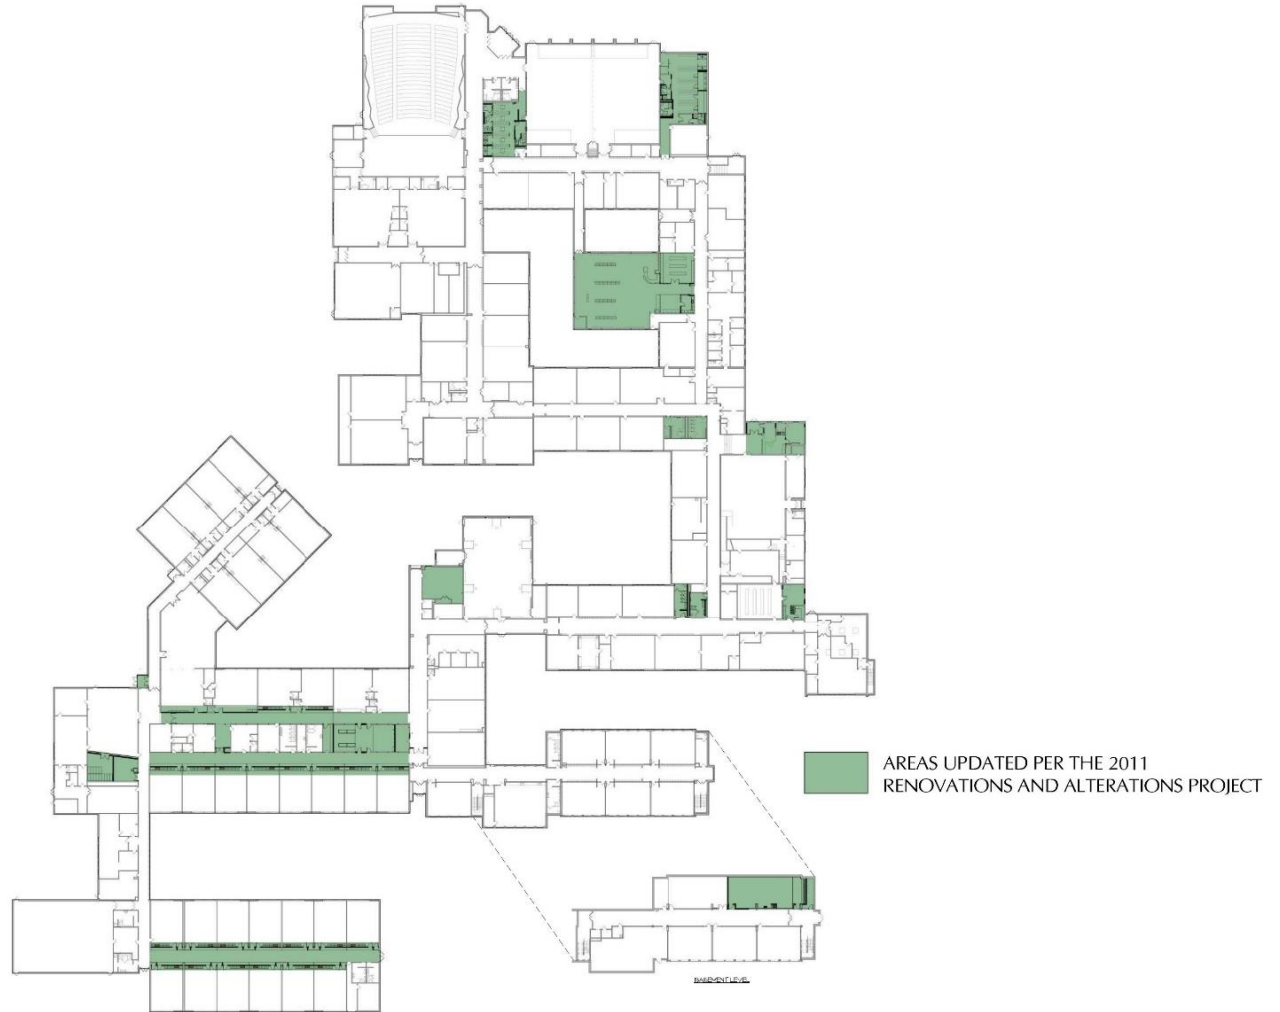 AREAS UPDATED PER THE 2011
RENOVATIONS AND ALTERATIONS PROJECT
BASEMENT LEVEL